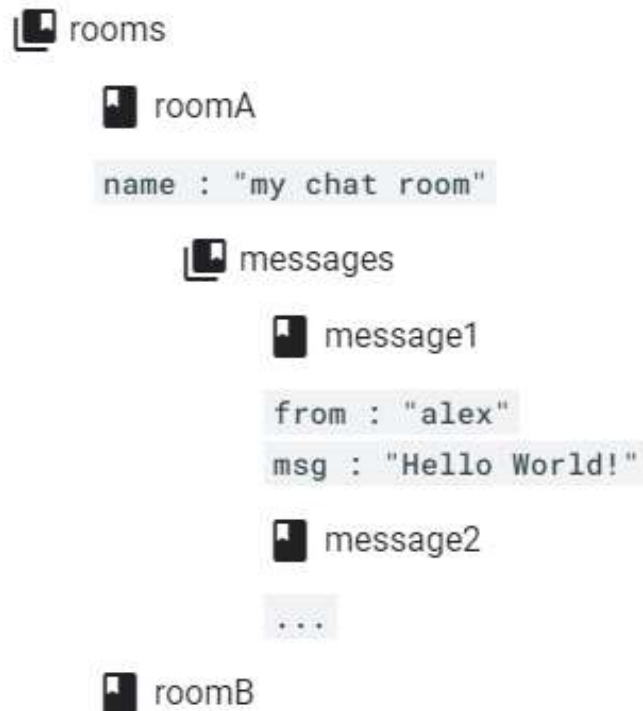 rooms
roomA
name : "my chat room"
messages
message1
from : "alex"
msg : "Hello World!"
message2
...
roomB